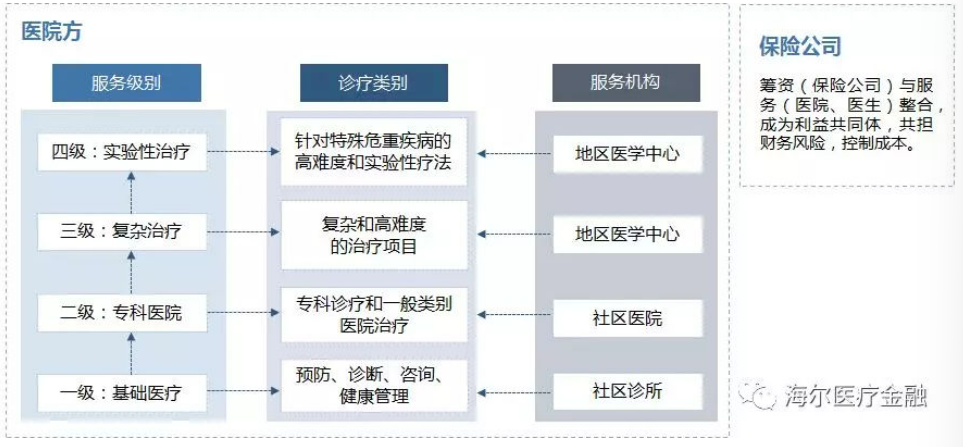 医院方
服务级别
诊疗类别
服务机构
四级：实验性治疗
针对特殊危重疾病的
高难度和实验性疗法
地区医学中心
三级：复杂治疗
复杂和高难度
的治疗项目
地区医学中心
二级：专科医院
专科诊疗和一般类别
医院治疗
社区医院
一级：基础医疗
预防、诊断、咨询、
健康管理
社区诊所
保险公司
筹资（保险公司）与服
务（医院、医生）整合，
成为利益共同体，共担
财务风险，控制成本。
海尔医疗金融